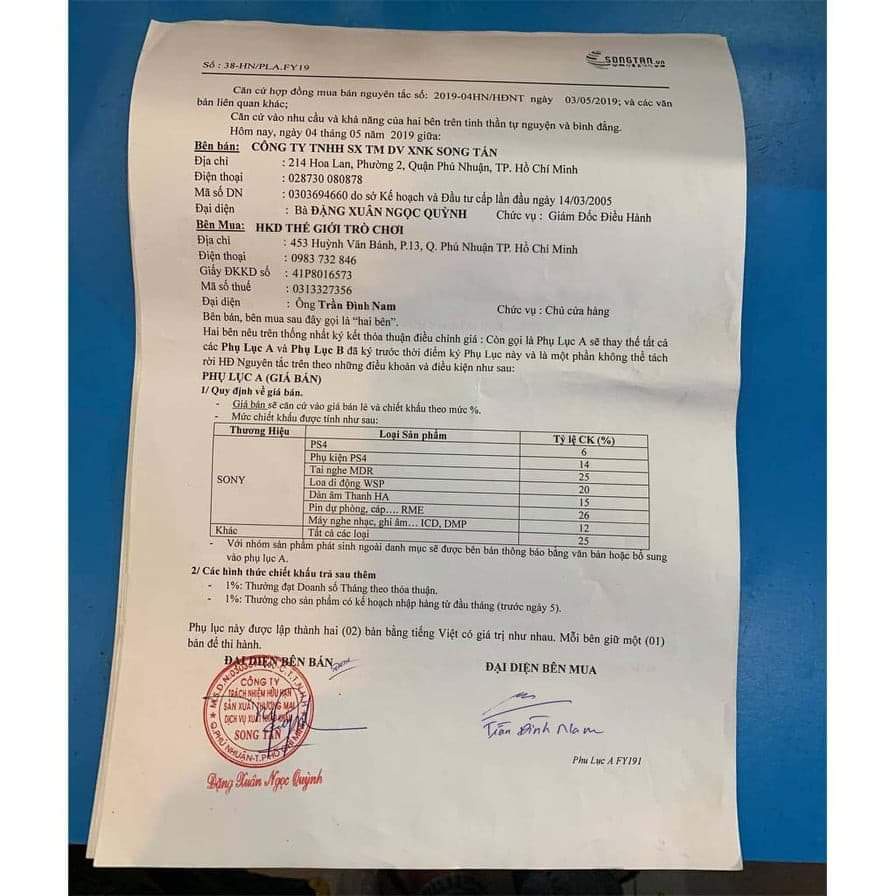 Số : 38-HN/PLA.FY19
SONGTAN.vn
Căn cứ hợp đồng mua bán nguyên tắc số: 2019-04HN/HĐNT ngày 03/05/2019; và các văn
bản liên quan khác;
Căn cứ vào nhu cầu và khả năng của hai bên trên tinh thần tự nguyện và bình đẳng.
Hôm nay, ngày 04 tháng 05 năm 2019 giữa:
Bên bán: CÔNG TY TNHH SX TM DV XNK SONG TẤN
Địa chỉ : 214 Hoa Lan, Phường 2, Quận Phú Nhuận, TP. Hồ Chí Minh
Điện thoại : 028730 080878
Mã số DN : 0303694660 do sở Kế hoạch và Đầu tư cấp lần đầu ngày 14/03/2005
Đại diện : Bà ĐẶNG XUÂN NGỌC QUỲNH Chức vụ : Giám Đốc Điều Hành
Bên Mua: HKD THẾ GIỚI TRÒ CHƠI
Địa chỉ : 453 Huỳnh Văn Bánh, P.13, Q. Phú Nhuận TP. Hồ Chí Minh
Điện thoại : 0983 732 846
Giấy ĐKKD số : 41P8016573
Mã số thuế : 0313327356
Đại diện : Ông Trần Đình Nam Chức vụ : Chủ cửa hàng
Bên bán, bên mua sau đây gọi là “hai bên”.
Hai bên nêu trên thống nhất ký kết thỏa thuận điều chỉnh giá : Còn gọi là Phụ Lục A sẽ thay thế tất cả
các Phụ Lục A và Phụ Lục B đã ký trước thời điểm ký Phụ Lục này và là một phần không thể tách
rời HĐ Nguyên tắc trên theo những điều khoản và điều kiện như sau:
PHỤ LỤC A (GIÁ BÁN)
1/ Quy định về giá bán.
- Giá bán sẽ căn cứ vào giá bán lẻ và chiết khấu theo mức %.
- Mức chiết khấu được tính như sau:
Thương Hiệu Loại Sản phẩm Tỷ lệ CK (%)
SONY PS4 6
Phụ kiện PS4 14
Tai nghe MDR 25
Loa di động WSP 20
Dàn âm Thanh HA 15
Pin dự phòng, cáp.... RME 26
Máy nghe nhạc, ghi âm... ICD, DMP 12
Khác Tất cả các loại 25
- Với nhóm sản phẩm phát sinh ngoài danh mục sẽ được bên bán thông báo bằng văn bản hoặc bổ sung
vào phụ lục A.
2/ Các hình thức chiết khấu trả sau thêm
- 1%: Thưởng đạt Doanh số Tháng theo thỏa thuận.
- 1%: Thưởng cho sản phẩm có kế hoạch nhập hàng từ đầu tháng (trước ngày 5).
Phụ lục này được lập thành hai (02) bản bằng tiếng Việt có giá trị như nhau. Mỗi bên giữ một (01)
bản để thi hành.
ĐẠI DIỆN BÊN BÁN
ĐẠI DIỆN BÊN MUA
CÔNG TY
TRÁCH NHIỆM HỮU HẠN
SẢN XUẤT THƯƠNG MẠI
DỊCH VỤ XUẤT NHẬP KHẨU
SONG TẤN
Q.PHÚ NHUẬN-T.PHỐ
Trần Đình Nam
Đặng Xuân Ngọc Quỳnh
Phu Luc A FY191